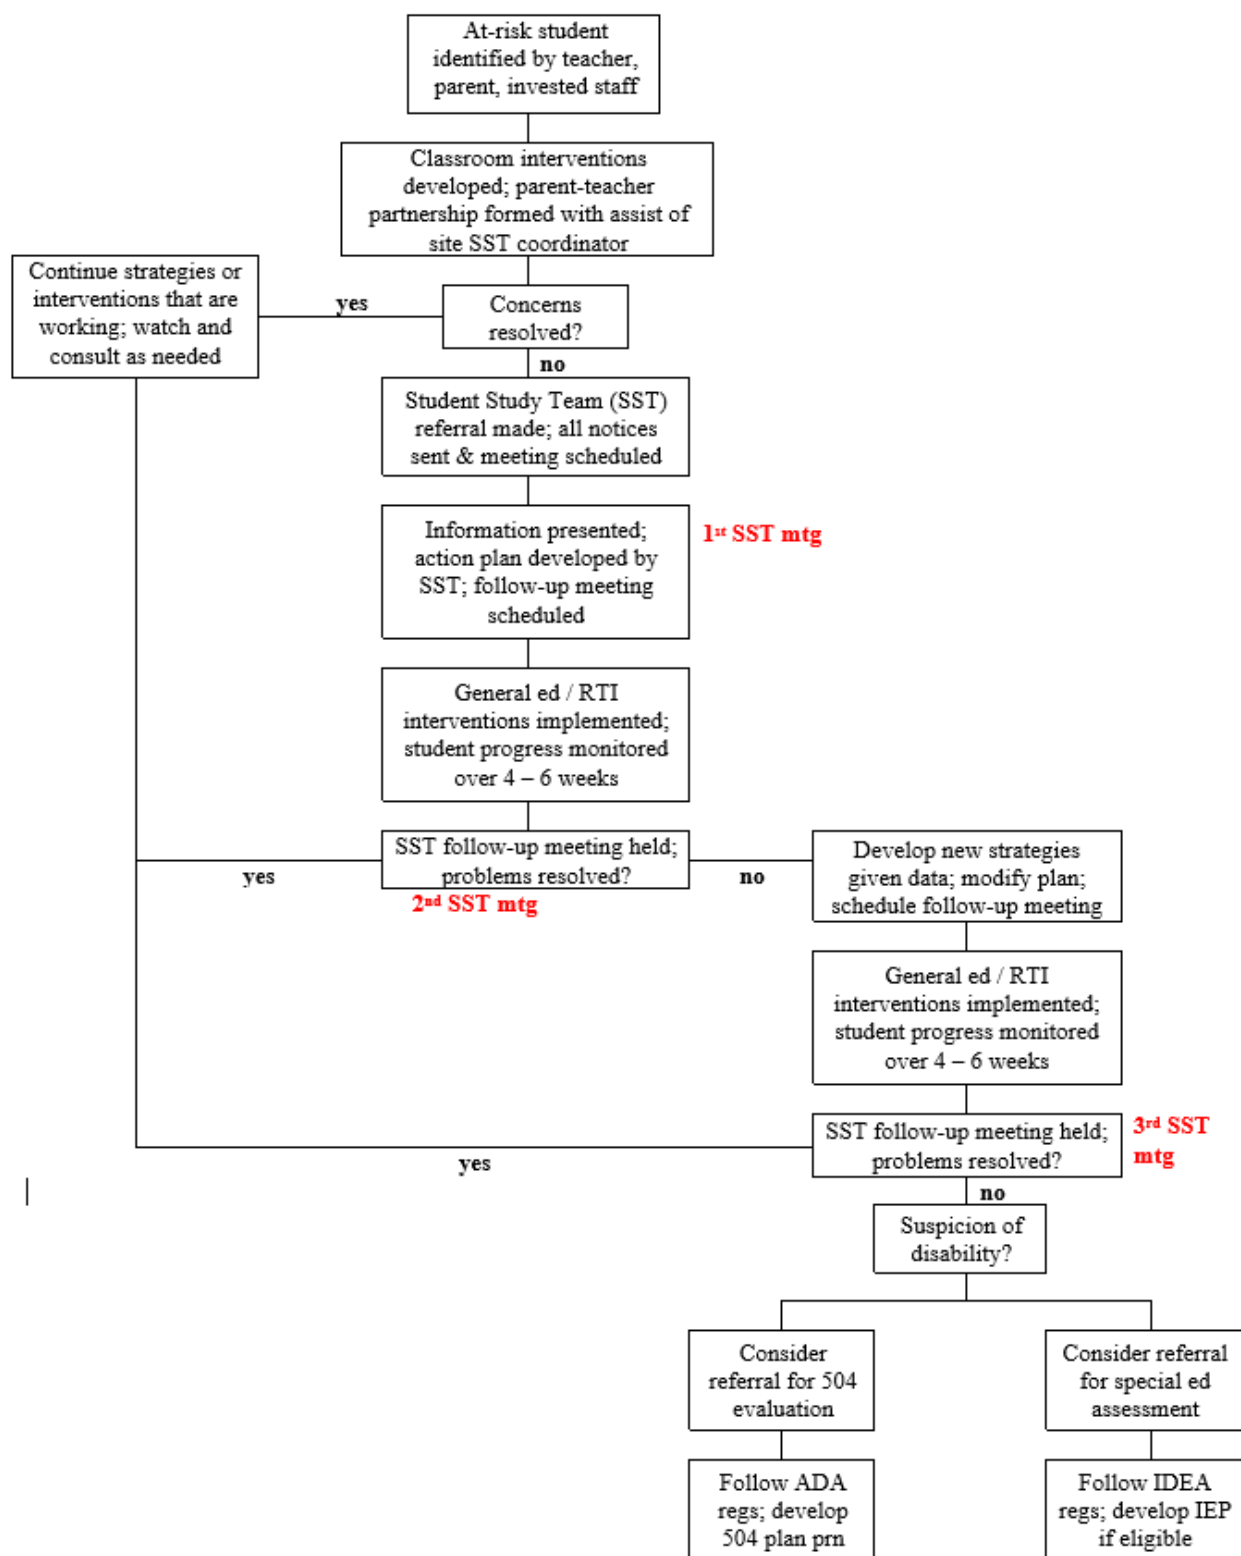 At-risk student
identified by teacher,
parent, invested staff
Classroom interventions
developed; parent-teacher
partnership formed with assist of
site SST coordinator
Continue strategies or
interventions that are
working; watch and
consult as needed
yes
Concerns
resolved?
no
Student Study Team (SST)
referral made; all notices
sent & meeting scheduled
Information presented;
action plan developed by
SST; follow-up meeting
scheduled
1st SST mtg
General ed / RTI
interventions implemented;
student progress monitored
over 4 – 6 weeks
SST follow-up meeting held;
problems resolved?
yes
no
2nd SST mtg
Develop new strategies
given data; modify plan;
schedule follow-up meeting
General ed / RTI
interventions implemented;
student progress monitored
over 4 – 6 weeks
SST follow-up meeting held;
problems resolved?
3rd SST
mtg
yes
no
Suspicion of
disability?
Consider
referral for 504
evaluation
Consider referral
for special ed
assessment
Follow ADA
regs; develop
504 plan prn
Follow IDEA
regs; develop IEP
if eligible